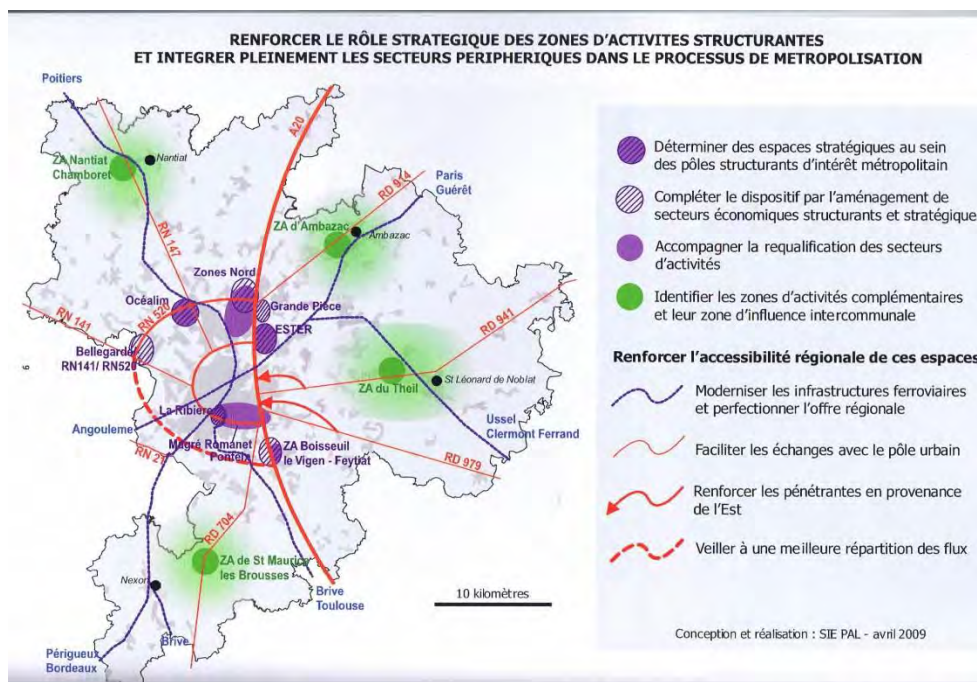 RENFORCER LE RÔLE STRATEGIQUE DES ZONES D'ACTIVITES STRUCTURANTES
ET INTEGRER PLEINEMENT LES SECTEURS PERIPHERIQUES DANS LE PROCESSUS DE METROPOLISATION
Poitiers
A20
ZA Nantiat
Chamboret
Nantiat
RN 147
Paris
Guérêt
RD 914
ZA d'Ambazac
Ambazac
Zones Nord
Océalim
Grande Pièce
RN 520
ESTER
RN 141
RD 941
Bellegarde
RN141/ RN520
ZA du Theil
St Léonard de Noblat
La Ribière
Angouleme
Magré Romanet
Ponteix
ZA Boisseuil
le Vigen - Feytiat
Ussel
Clermont Ferrand
RN 21
RD 979
RD 704
ZA de St Maurice
les Brousses
Nexon
Brive
Toulouse
Brive
Périgueux
Bordeaux
10 kilomètres
9
Déterminer des espaces stratégiques au sein
des pôles structurants d'intérêt métropolitain
Compléter le dispositif par l'aménagement de
secteurs économiques structurants et stratégique
Accompagner la requalification des secteurs
d'activités
Identifier les zones d'activités complémentaires
et leur zone d'influence intercommunale
Renforcer l'accessibilité régionale de ces espaces
Moderniser les infrastructures ferroviaires
et perfectionner l'offre régionale
Faciliter les échanges avec le pôle urbain
Renforcer les pénétrantes en provenance
de l'Est
Veiller à une meilleure répartition des flux
Conception et réalisation : SIE PAL - avril 2009